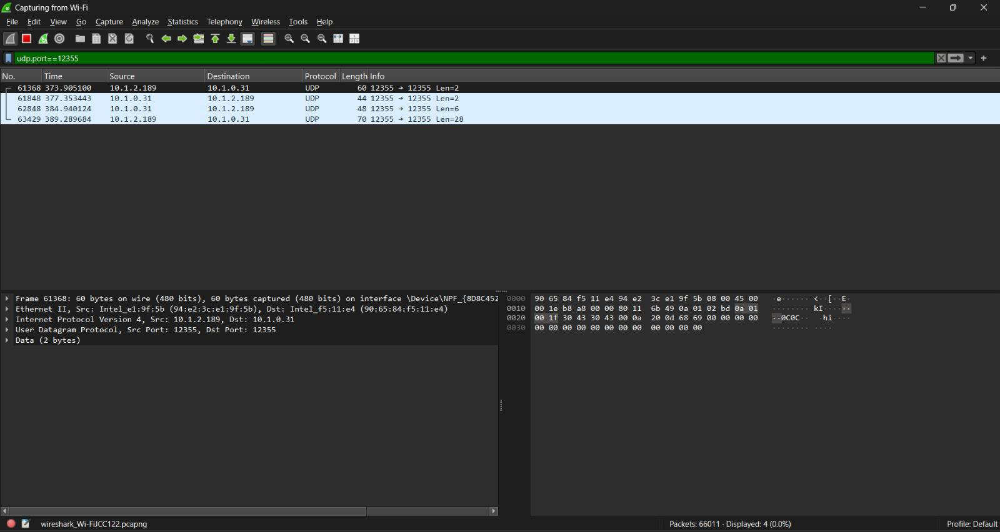 Capturing from Wi-Fi
File Edit View Go Capture Analyze Statistics Telephony Wireless Tools Help
udp.port==12355
No. Time Source Destination Protocol Length Info
61368 373.905100 10.1.2.189 10.1.0.31 UDP 60 12355 → 12355 Len=2
61848 377.353443 10.1.0.31 10.1.2.189 UDP 44 12355 → 12355 Len=2
62848 384.940124 10.1.0.31 10.1.2.189 UDP 48 12355 → 12355 Len=6
63429 389.289684 10.1.2.189 10.1.0.31 UDP 70 12355 → 12355 Len=28
Frame 61368: 60 bytes on wire (480 bits), 60 bytes captured (480 bits) on interface \Device\NPF_{8D8C452
Ethernet II, Src: Intel_e1:9f:5b (94:e2:3c:e1:9f:5b), Dst: Intel_f5:11:e4 (90:65:84:f5:11:e4)
Internet Protocol Version 4, Src: 10.1.2.189, Dst: 10.1.0.31
User Datagram Protocol, Src Port: 12355, Dst Port: 12355
Data (2 bytes)
0000 90 65 84 f5 11 e4 94 e2 3c e1 9f 5b 08 00 45 00 ·e······ <··[··E·
0010 00 1e b8 a8 00 00 80 11 6b 49 0a 01 02 bd 0a 01 ········ kI······
0020 00 1f 30 43 30 43 00 0a 20 0d 68 69 00 00 00 00 ··0C0C·· ·hi····
0030 00 00 00 00 00 00 00 00 00 00 00 00 ········ ····
wireshark_Wi-FiJCC122.pcapng
Packets: 66011 · Displayed: 4 (0.0%)
Profile: Default